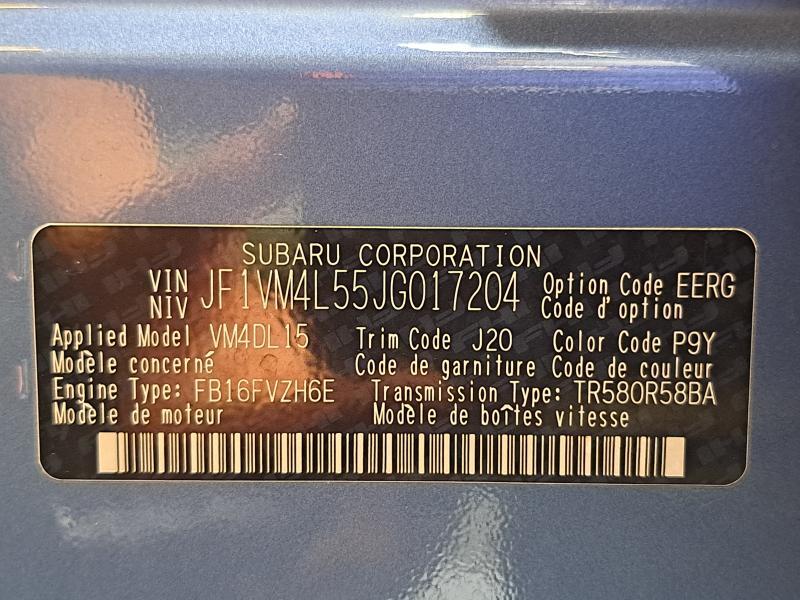 SUBARU CORPORATION
VIN NIV JF1VM4L55JG017204 Option Code EERG
Code d'option
Applied Model VM4DL15 Trim Code J20 Color Code P9Y
Modèle concerné Code de garniture Code de couleur
Engine Type: FB16FVZH6E Transmission Type: TR580R58BA
Modèle de moteur Modèle de boîtes vitesse